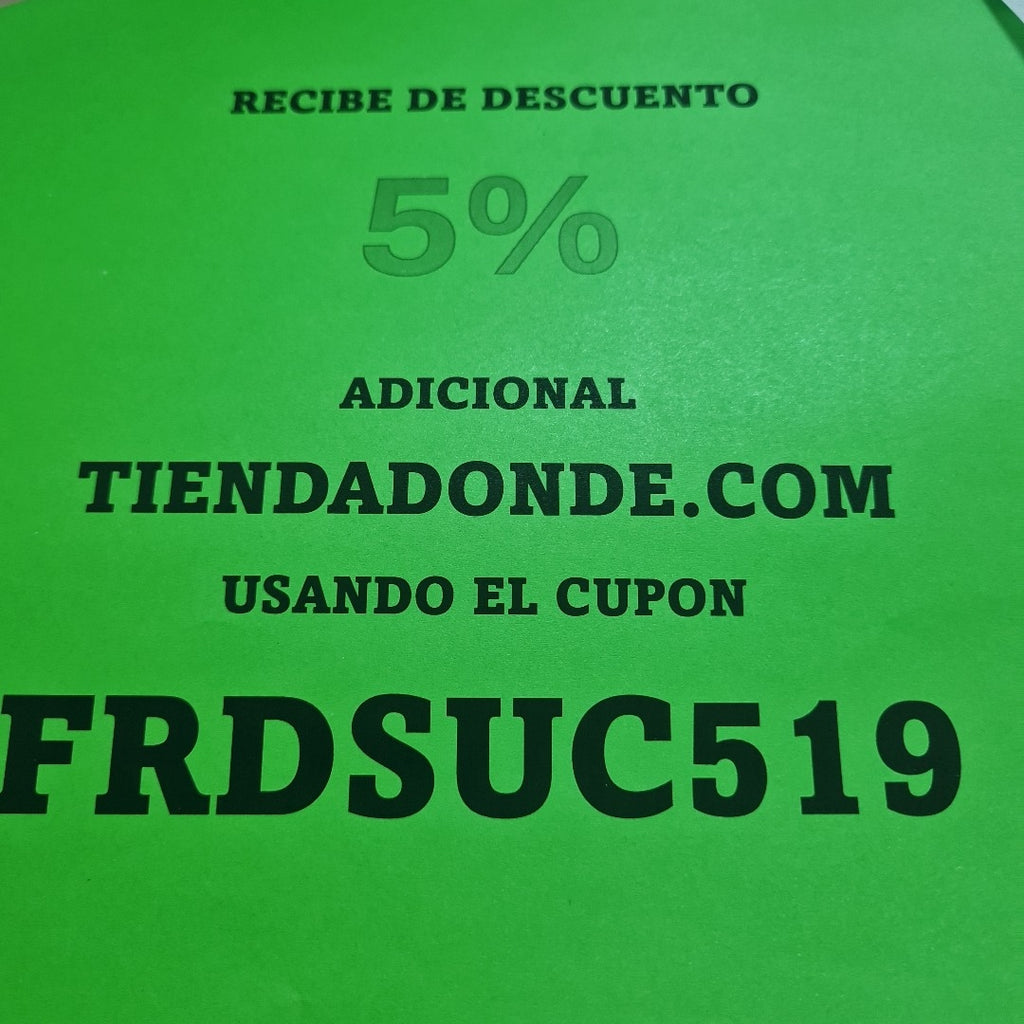 RECIBE DE DESCUENTO
5%
ADICIONAL
TIENDADONDE.COM
USANDO EL CUPON
FRDSUC519